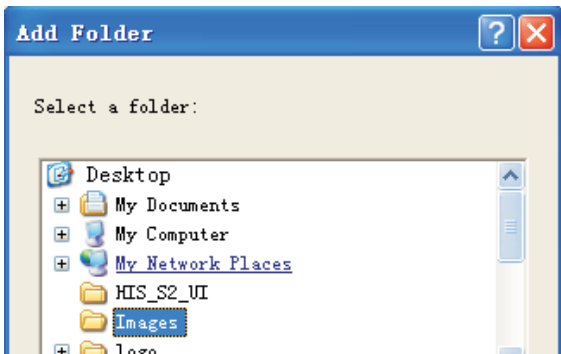 Add Folder
Select a folder:
Desktop
My Documents
My Computer
My Network Places
HIS_S2_UI
Images
logo